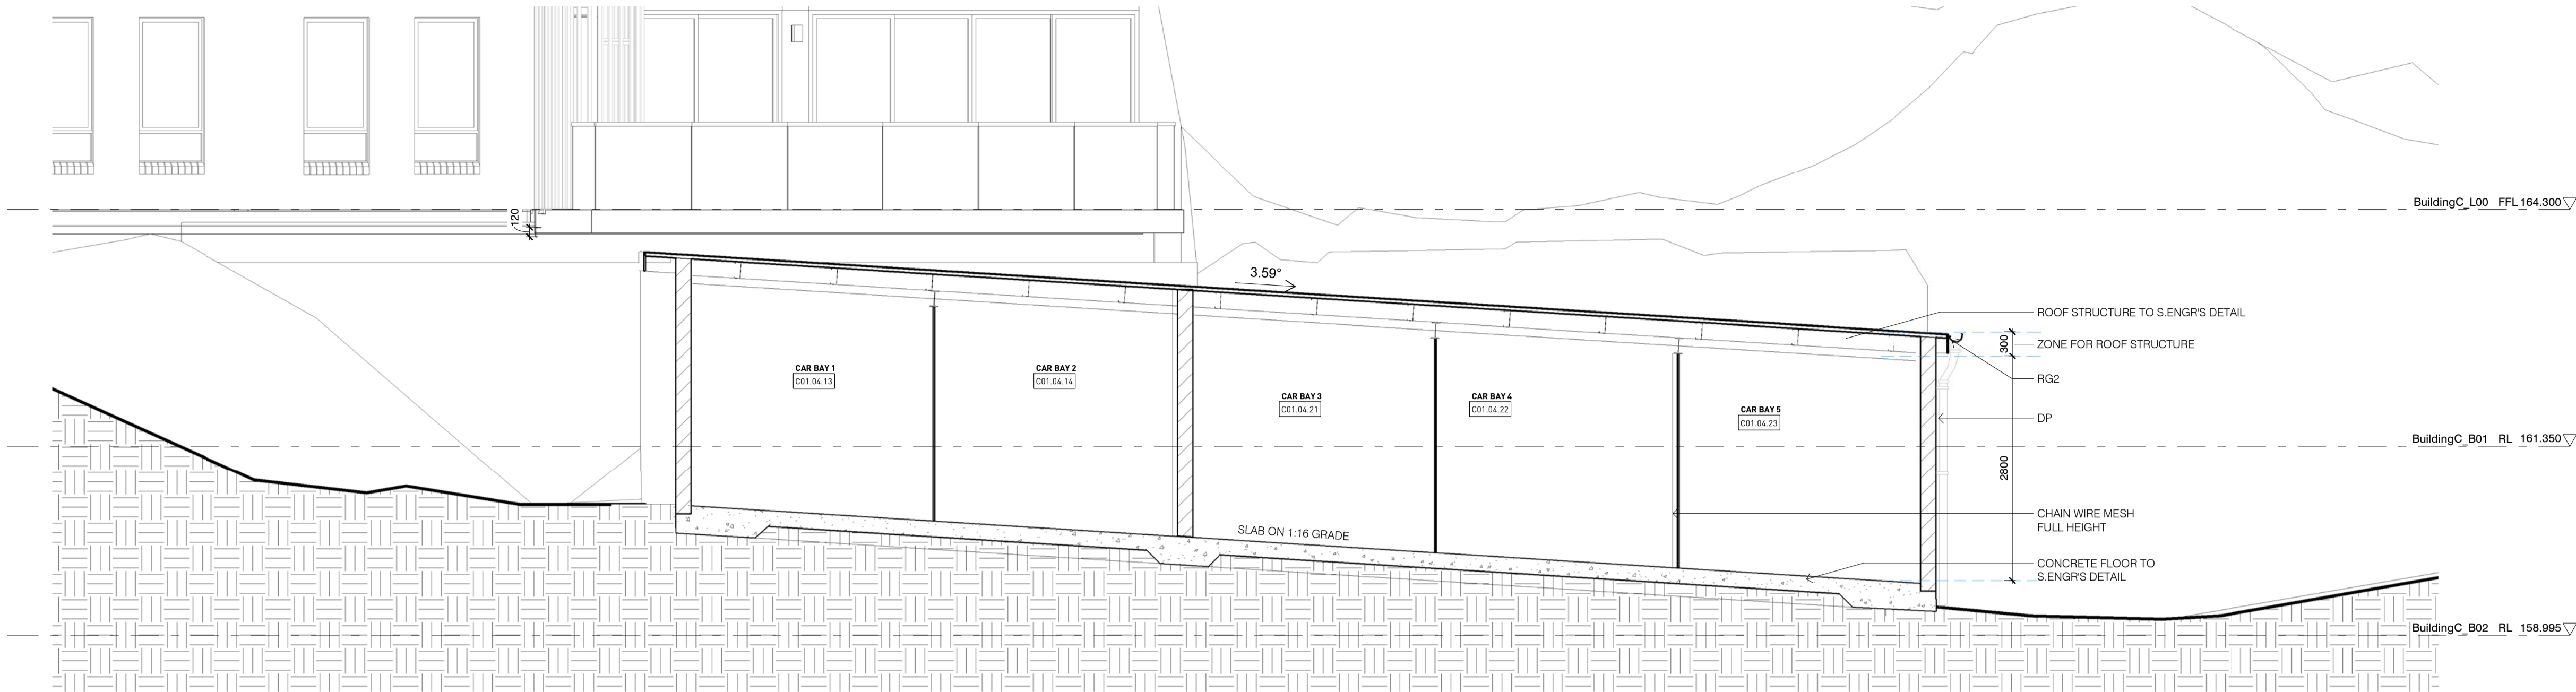 120
BuildingC_L00 FFL 164.300
3.59°
ROOF STRUCTURE TO S.ENGR'S DETAIL
300
ZONE FOR ROOF STRUCTURE
RG2
CAR BAY 1
C01.04.13
CAR BAY 2
C01.04.14
CAR BAY 3
C01.04.21
CAR BAY 4
C01.04.22
CAR BAY 5
C01.04.23
DP
BuildingC_B01 RL 161.350
2800
CHAIN WIRE MESH
FULL HEIGHT
SLAB ON 1:16 GRADE
CONCRETE FLOOR TO
S.ENGR'S DETAIL
BuildingC_B02 RL 158.995